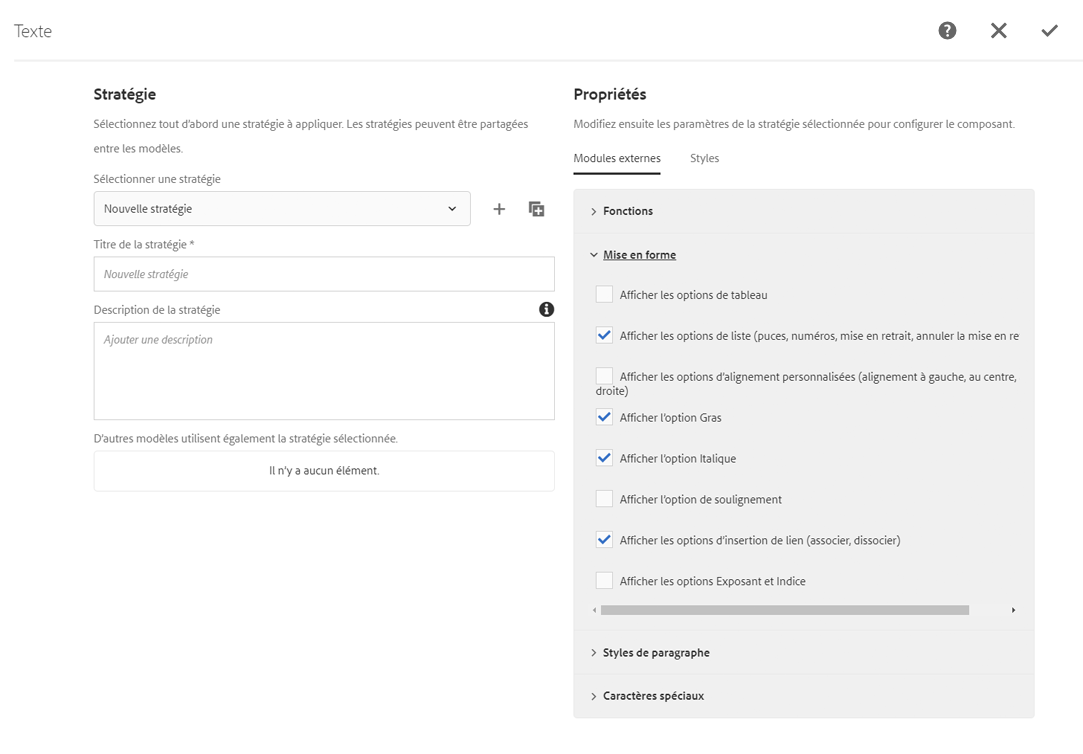 Texte
Stratégie
Sélectionnez tout d'abord une stratégie à appliquer. Les stratégies peuvent être partagées
entre les modèles.
Sélectionner une stratégie
Nouvelle stratégie
Titre de la stratégie *
Nouvelle stratégie
Description de la stratégie
Ajouter une description
D'autres modèles utilisent également la stratégie sélectionnée.
Il n'y a aucun élément.
Propriétés
Modifiez ensuite les paramètres de la stratégie sélectionnée pour configurer le composant.
Modules externes Styles
Fonctions
Mise en forme
Afficher les options de tableau
Afficher les options de liste (puces, numéros, mise en retrait, annuler la mise en re
Afficher les options d'alignement personnalisées (alignement à gauche, au centre,
droite)
Afficher l'option Gras
Afficher l'option Italique
Afficher l'option de soulignement
Afficher les options d'insertion de lien (associer, dissocier)
Afficher les options Exposant et Indice
Styles de paragraphe
Caractères spéciaux